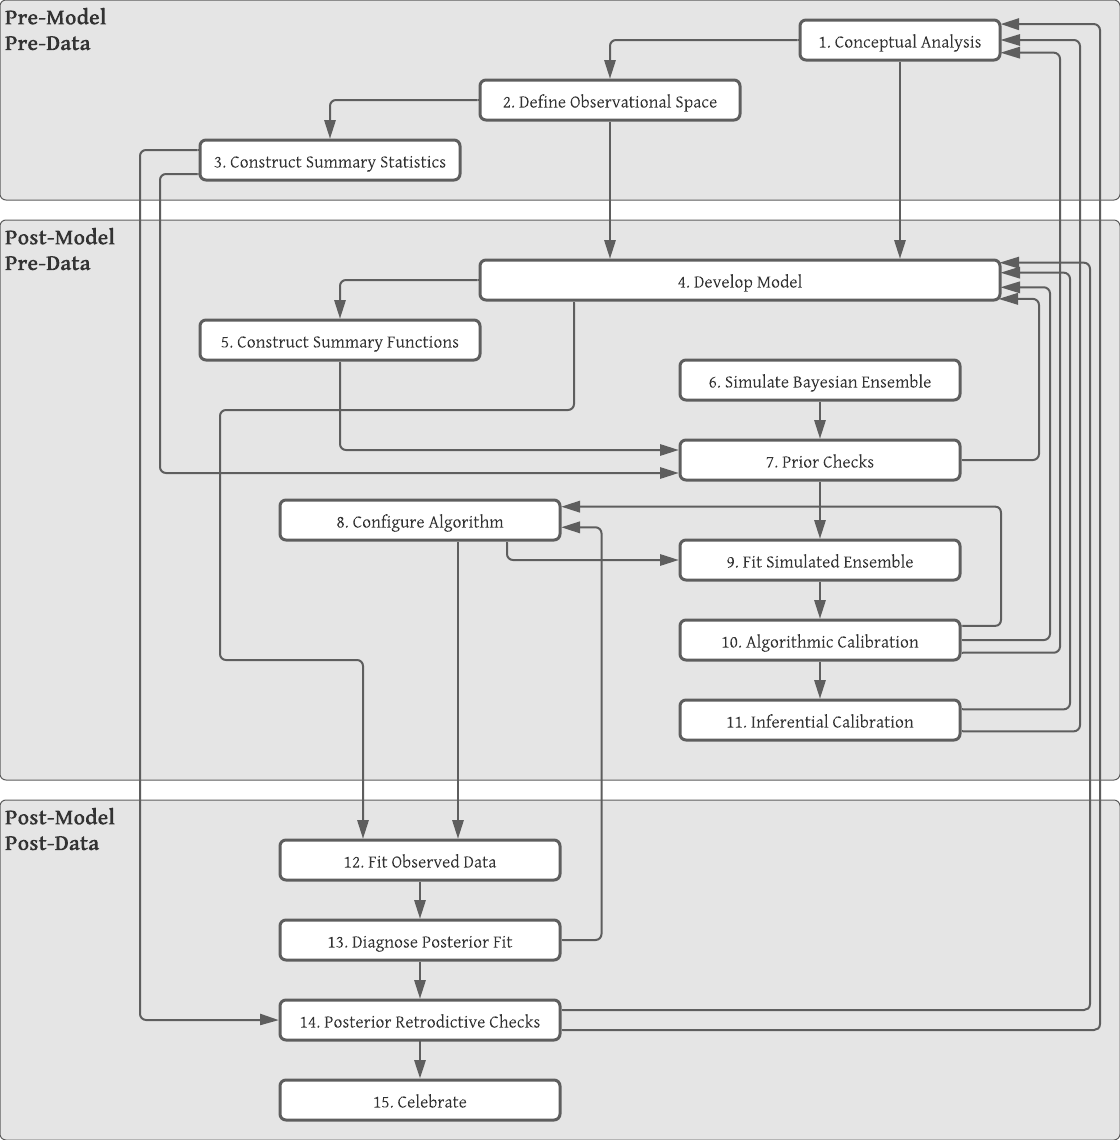 Pre-Model
Pre-Data
1. Conceptual Analysis
2. Define Observational Space
3. Construct Summary Statistics
Post-Model
Pre-Data
4. Develop Model
5. Construct Summary Functions
6. Simulate Bayesian Ensemble
7. Prior Checks
8. Configure Algorithm
9. Fit Simulated Ensemble
10. Algorithmic Calibration
11. Inferential Calibration
Post-Model
Post-Data
12. Fit Observed Data
13. Diagnose Posterior Fit
14. Posterior Retrodictive Checks
15. Celebrate